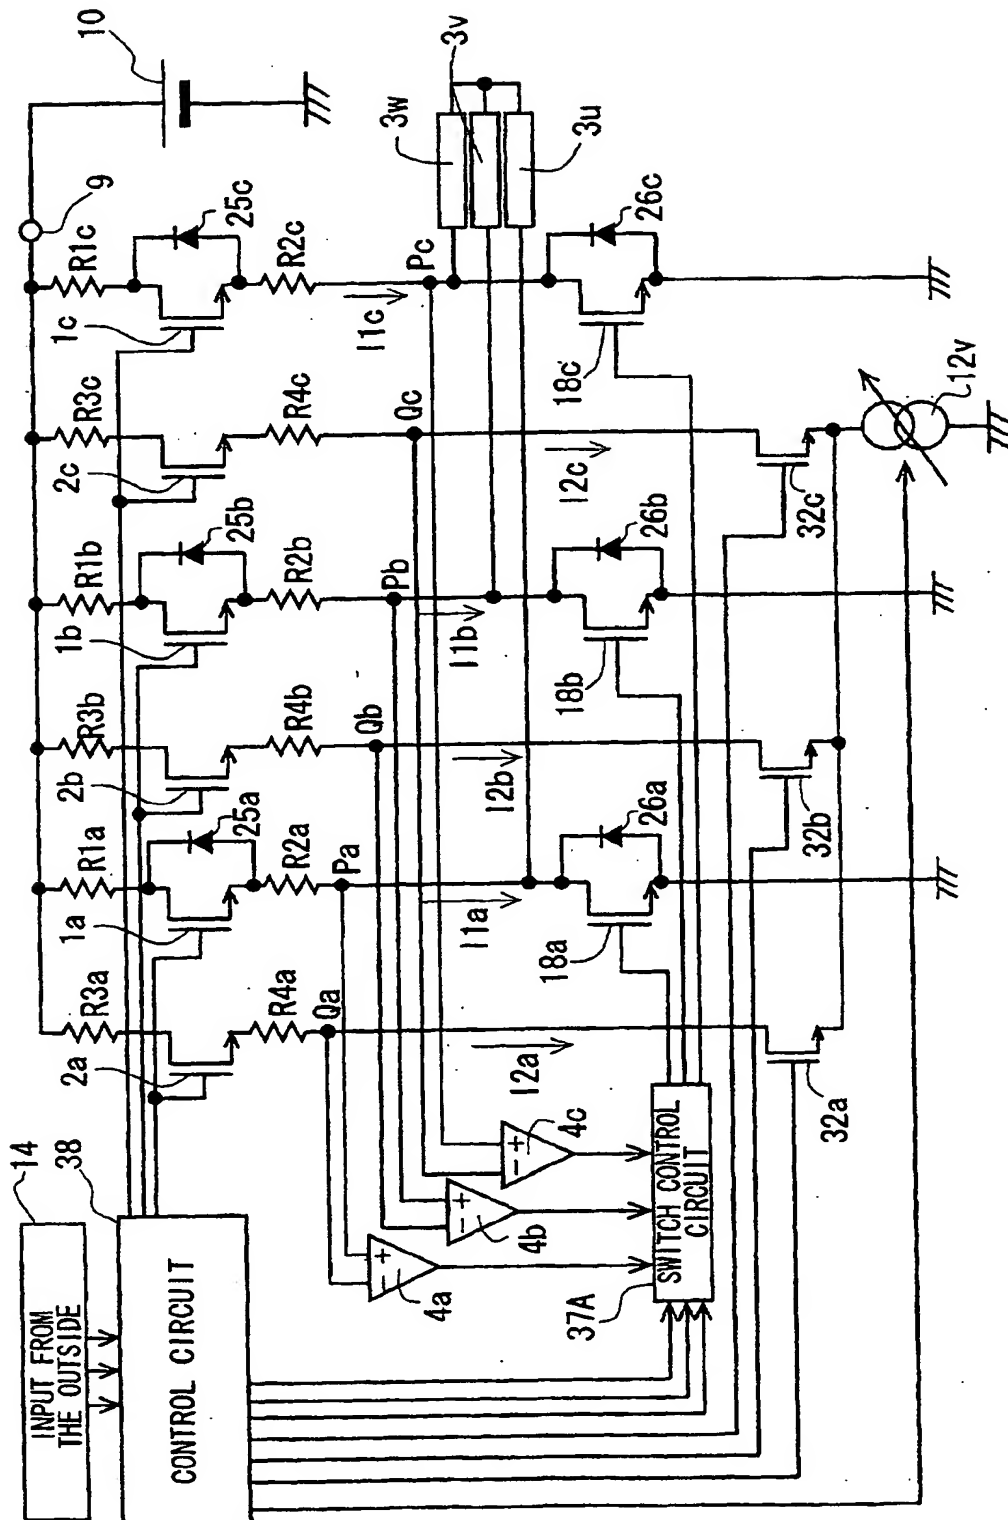 10
9
R1c
25c
1c
R2c
Pc
I1c
3w
3v
3u
26c
18c
R3c
2c
R4c
Qc
I2c
32c
12v
R1b
25b
1b
R2b
Pb
I1b
26b
18b
R3b
2b
R4b
Qb
I2b
32b
R1a
25a
1a
R2a
Pa
I1a
26a
18a
R3a
2a
R4a
Qa
I2a
32a
14
INPUT FROM
THE OUTSIDE
38
CONTROL CIRCUIT
+
−
4c
+
−
4b
+
−
4a
SWITCH CONTROL
CIRCUIT
37A